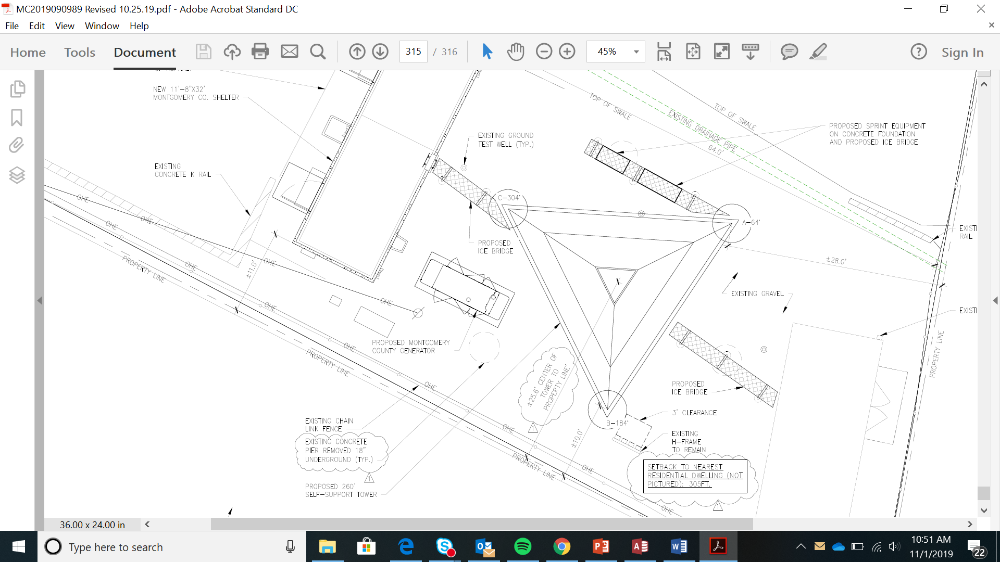 MC2019090989 Revised 10.25.19.pdf - Adobe Acrobat Standard DC
File Edit View Window Help
Home Tools Document 315 / 316 45% Sign In
NEW 11'-8"X32'
MONTGOMERY CO. SHELTER
EXISTING
CONCRETE K RAIL
EXISTING GROUND
TEST WELL (TYP.)
TOP OF SWALE
EXISTING DRAINAGE PIPE
64.0'
TOP OF SWALE
PROPOSED SPRINT EQUIPMENT
ON CONCRETE FOUNDATION
AND PROPOSED ICE BRIDGE
C-304°
A-64°
EXISTI
RAIL
PROPOSED
ICE BRIDGE
±28.0'
OHE
OHE
OHE
OHE
OHE
±11.0'
PROPERTY LINE
EXISTING GRAVEL
EXISTI
OHE
OHE
PROPOSED MONTGOMERY
COUNTY GENERATOR
OHE
PROPERTY LINE
PROPERTY LINE
±25.6' CENTER OF
TOWER TO
PROPERTY LINE'
1
PROPOSED
ICE BRIDGE
OHE
3' CLEARANCE
B-184°
EXISTING CHAIN
LINK FENCE
EXISTING CONCRETE
PIER REMOVED 18"
UNDERGROUND (TYP.)
1
PROPOSED 260'
SELF-SUPPORT TOWER
OHE
±10.0'
PROPERTY LINE
OHE
EXISTING
H-FRAME
TO REMAIN
SETBACK TO NEAREST
RESIDENTIAL DWELLING (NOT
PICTURED): 305FT.
1
OHE
36.00 x 24.00 in
Type here to search
10:51 AM
11/1/2019
22